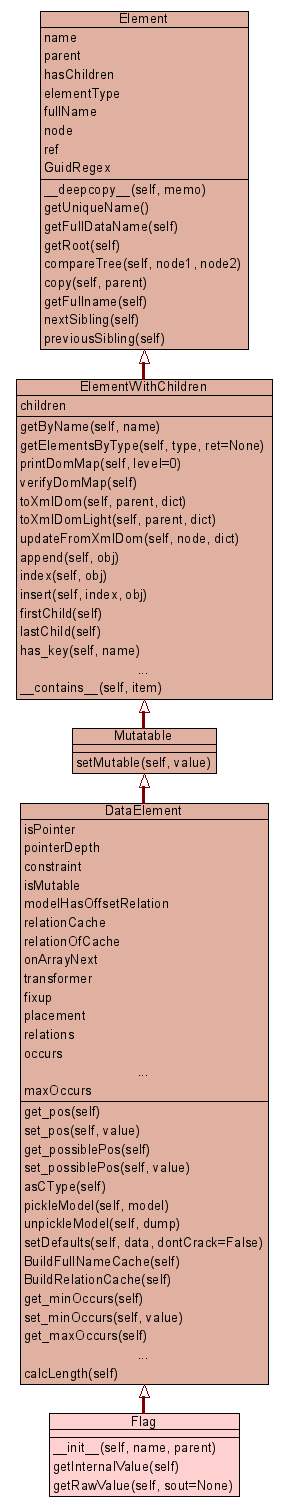 Element
name
parent
hasChildren
elementType
fullName
node
ref
GuidRegex
__deepcopy__(self, memo)
getUniqueName()
getFullDataName(self)
getRoot(self)
compareTree(self, node1, node2)
copy(self, parent)
getFullname(self)
nextSibling(self)
previousSibling(self)
ElementWithChildren
children
getByName(self, name)
getElementsByType(self, type, ret=None)
printDomMap(self, level=0)
verifyDomMap(self)
toXmlDom(self, parent, dict)
toXmlDomLight(self, parent, dict)
updateFromXmlDom(self, node, dict)
append(self, obj)
index(self, obj)
insert(self, index, obj)
firstChild(self)
lastChild(self)
has_key(self, name)
...
__contains__(self, item)
Mutatable
setMutable(self, value)
DataElement
isPointer
pointerDepth
constraint
isMutable
modelHasOffsetRelation
relationCache
relationOfCache
onArrayNext
transformer
fixup
placement
relations
occurs
...
maxOccurs
get_pos(self)
set_pos(self, value)
get_possiblePos(self)
set_possiblePos(self, value)
asCType(self)
pickleModel(self, model)
unpickleModel(self, dump)
setDefaults(self, data, dontCrack=False)
BuildFullNameCache(self)
BuildRelationCache(self)
get_minOccurs(self)
set_minOccurs(self, value)
get_maxOccurs(self)
...
calcLength(self)
Flag
__init__(self, name, parent)
getInternalValue(self)
getRawValue(self, sout=None)